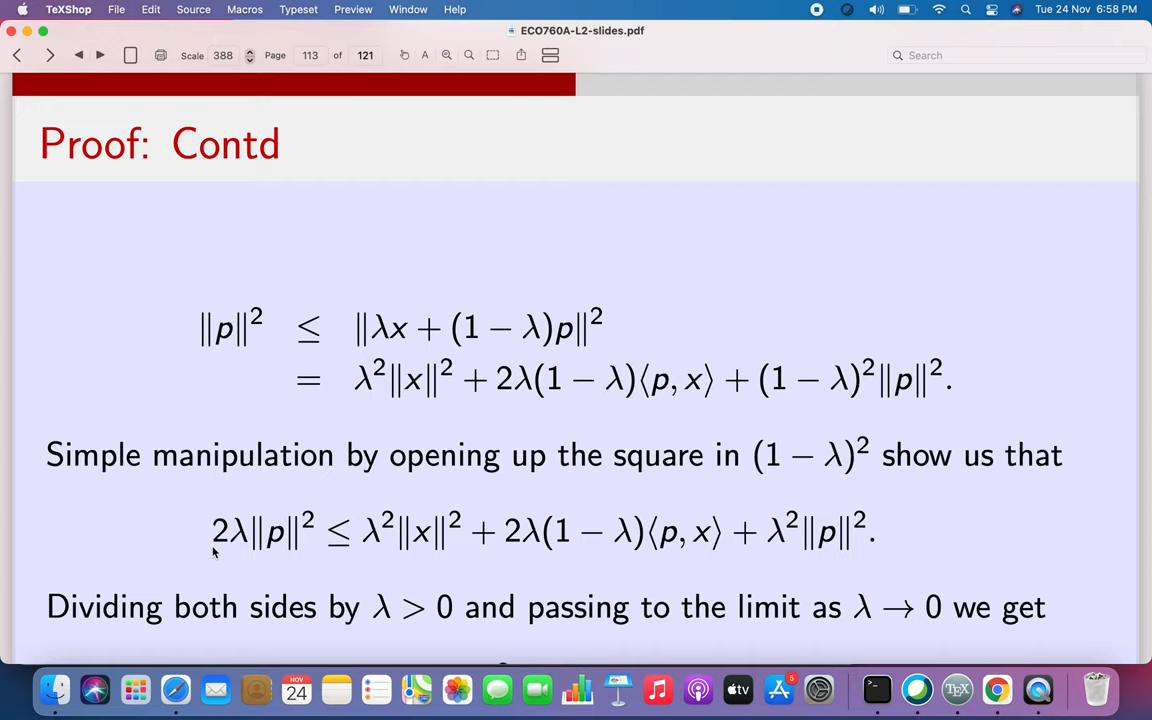 TeXShop File Edit Source Macros Typeset Preview Window Help Tue 24 Nov 6:58 PM
ECO760A-L2-slides.pdf
Scale 388 Page 113 of 121 Search
Proof: Contd
‖p‖² ≤ ‖λx + (1 − λ)p‖²
= λ²‖x‖² + 2λ(1 − λ)⟨p, x⟩ + (1 − λ)²‖p‖².
Simple manipulation by opening up the square in (1 − λ)² show us that
2λ‖p‖² ≤ λ²‖x‖² + 2λ(1 − λ)⟨p, x⟩ + λ²‖p‖².
Dividing both sides by λ > 0 and passing to the limit as λ → 0 we get
NOV
24
tv
5
TEX